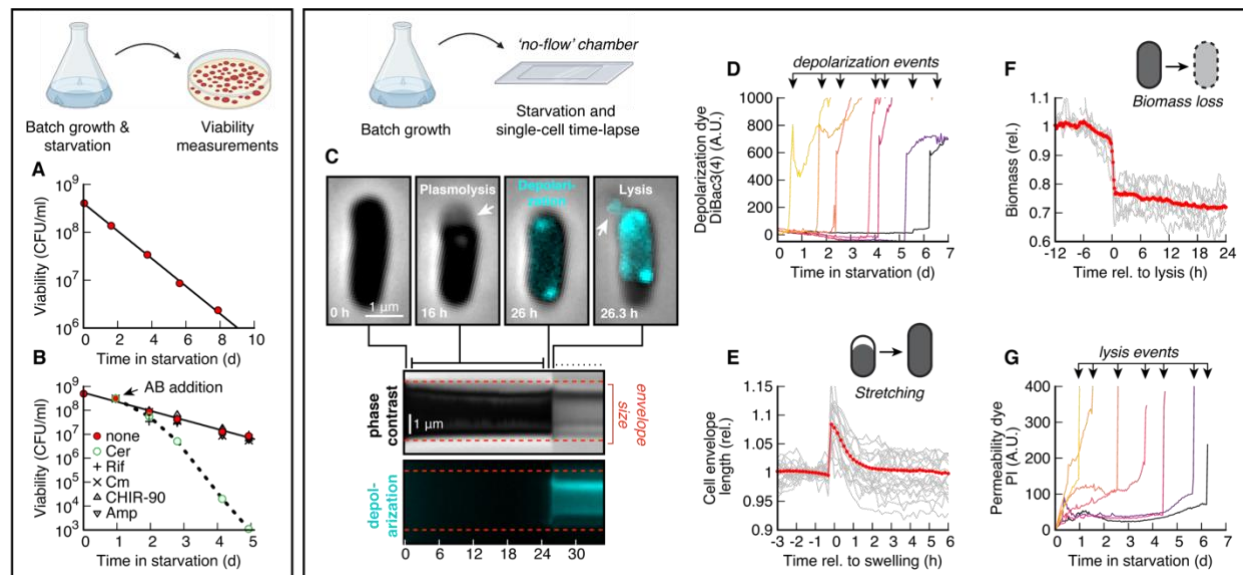 Batch growth &
starvation
Viability
measurements
A
Viability (CFU/ml)
10^9
10^8
10^7
10^6
0 2 4 6 8 10
Time in starvation (d)
B
Viability (CFU/ml)
10^9
10^8
10^7
10^6
10^5
10^4
10^3
AB addition
none
Cer
Rif
Cm
CHIR-90
Amp
0 1 2 3 4 5
Time in starvation (d)
'no-flow' chamber
Batch growth
Starvation and
single-cell time-lapse
C
0 h
1 µm
Plasmolysis
16 h
Depolari-
zation
26 h
Lysis
26.3 h
phase
contrast
1 µm
envelope
size
depol-
arization
0 6 12 18 24 30
D
depolarization events
Depolarization dye
DiBac3(4) (A.U.)
1000
800
600
400
200
0
0 1 2 3 4 5 6 7
Time in starvation (d)
E
Stretching
Cell envelope
length (rel.)
1.15
1.1
1.05
1
0.95
0.9
-3 -2 -1 0 1 2 3 4 5 6
Time rel. to swelling (h)
F
Biomass loss
Biomass (rel.)
1.1
1
0.9
0.8
0.7
0.6
-12 -6 0 6 12 18 24
Time rel. to lysis (h)
G
lysis events
Permeability dye
PI (A.U.)
400
300
200
100
0
0 1 2 3 4 5 6 7
Time in starvation (d)